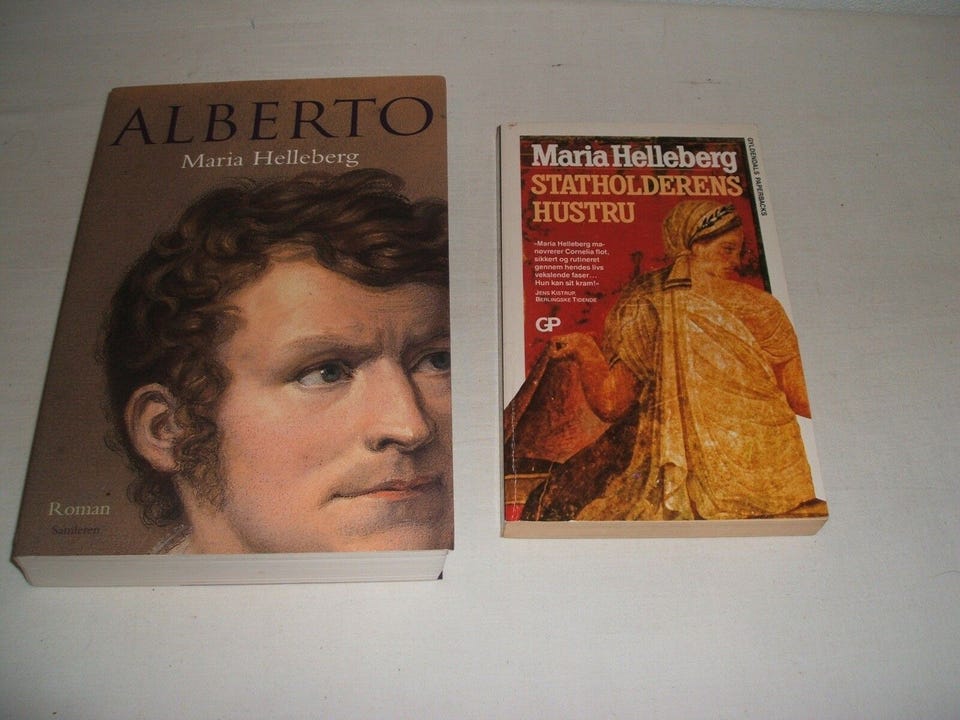 ALBERTO
Maria Helleberg
Roman
Samleren
Maria Helleberg
STATHOLDERENS
HUSTRU
»Maria Helleberg ma-
nøvrerer Cornelia flot,
sikkert og rutineret
gennem hendes livs
vekslende faser...
Hun kan sit kram!«
JENS KISTRUP,
BERLINGSKE TIDENDE
GP
GYLDENDALS PAPERBACKS